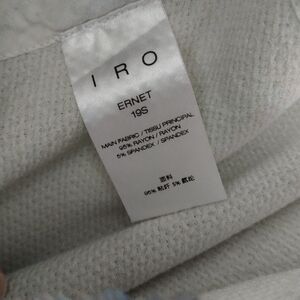 IRO
ERNET
19S
MAIN FABRIC / TISSU PRINCIPAL
95% RAYON / RAYON
5% SPANDEX / SPANDEX
面料
95% 粘纤 5% 氨纶